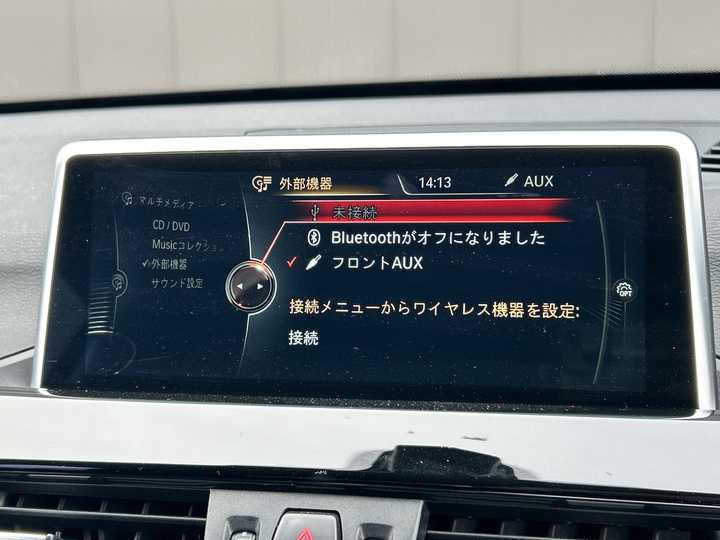 外部機器
14:13
AUX
マルチメディア
CD / DVD
Musicコレクション
外部機器
サウンド設定
未接続
Bluetoothがオフになりました
フロントAUX
接続メニューからワイヤレス機器を設定:
接続
OPT